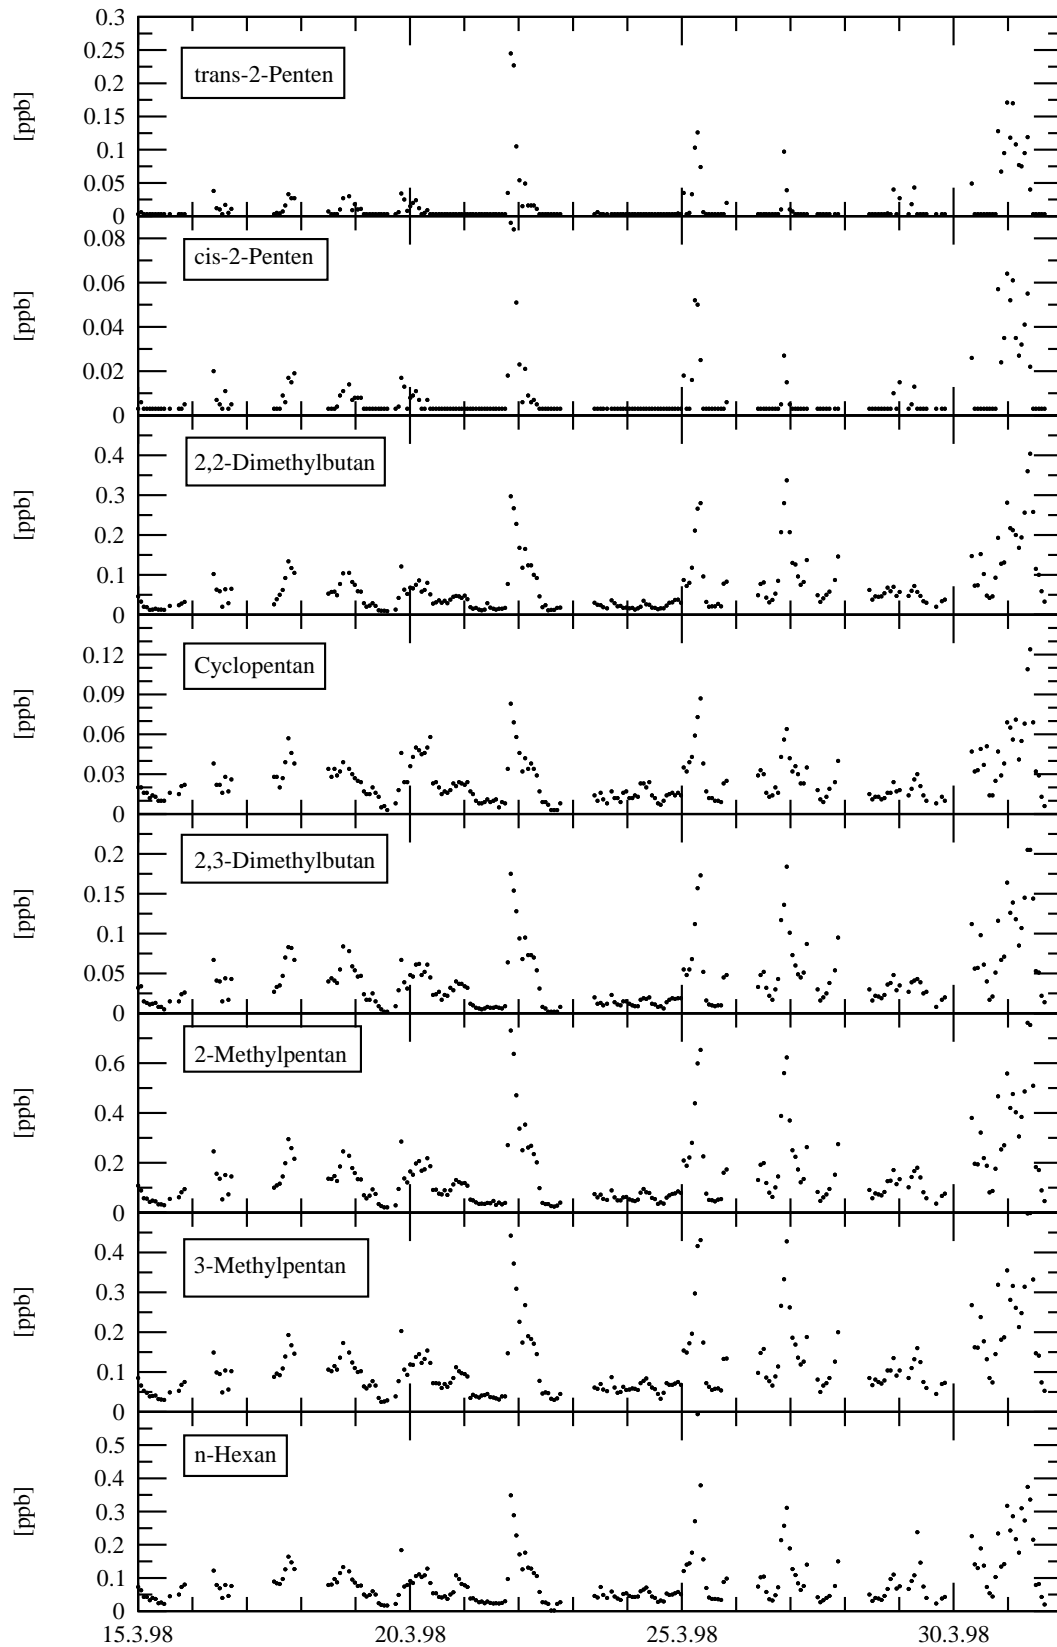 0.3
0.25
0.2
0.15
0.1
0.05
0
[ppb]
trans-2-Penten
0.08
0.06
0.04
0.02
0
[ppb]
cis-2-Penten
0.4
0.3
0.2
0.1
0
[ppb]
2,2-Dimethylbutan
0.12
0.09
0.06
0.03
0
[ppb]
Cyclopentan
0.2
0.15
0.1
0.05
0
[ppb]
2,3-Dimethylbutan
0.6
0.4
0.2
0
[ppb]
2-Methylpentan
0.4
0.3
0.2
0.1
0
[ppb]
3-Methylpentan
0.5
0.4
0.3
0.2
0.1
0
[ppb]
n-Hexan
15.3.98 20.3.98 25.3.98 30.3.98